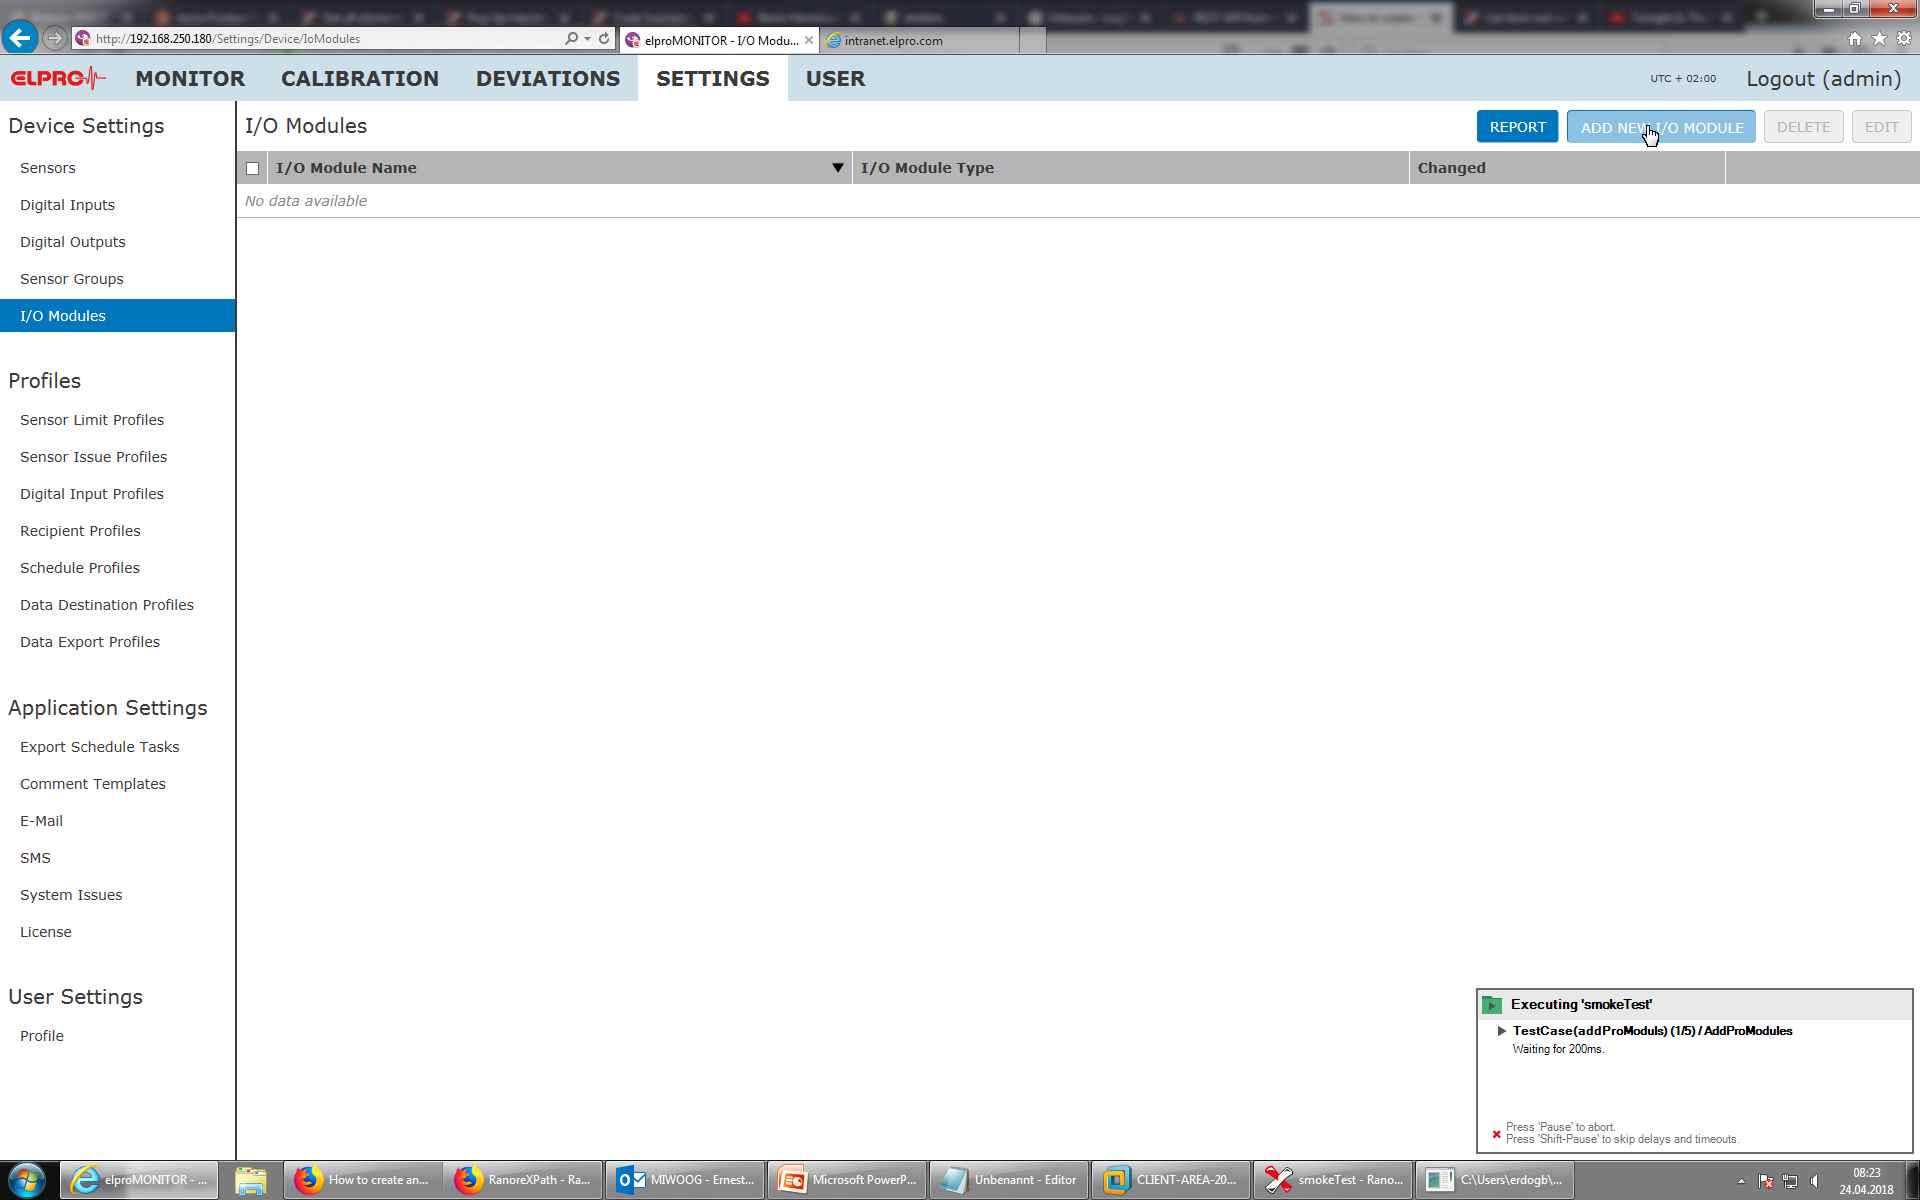 http://192.168.250.180/Settings/Device/IoModules
elproMONITOR - I/O Modu...
intranet.elpro.com
ELPRO
MONITOR
CALIBRATION
DEVIATIONS
SETTINGS
USER
UTC + 02:00
Logout (admin)
Device Settings
Sensors
Digital Inputs
Digital Outputs
Sensor Groups
I/O Modules
Profiles
Sensor Limit Profiles
Sensor Issue Profiles
Digital Input Profiles
Recipient Profiles
Schedule Profiles
Data Destination Profiles
Data Export Profiles
Application Settings
Export Schedule Tasks
Comment Templates
E-Mail
SMS
System Issues
License
User Settings
Profile
I/O Modules
REPORT
ADD NEW I/O MODULE
DELETE
EDIT
I/O Module Name
I/O Module Type
Changed
No data available
Executing 'smokeTest'
TestCase(addProModuls) (1/5) / AddProModules
Waiting for 200ms.
Press 'Pause' to abort.
Press 'Shift-Pause' to skip delays and timeouts.
elproMONITOR - ...
How to create an...
RanoreXPath - Ra...
MIWOOG - Ernest...
Microsoft PowerP...
Unbenannt - Editor
CLIENT-AREA-20...
smokeTest - Rano...
C:\Users\erdogb\...
08:23
24.04.2018